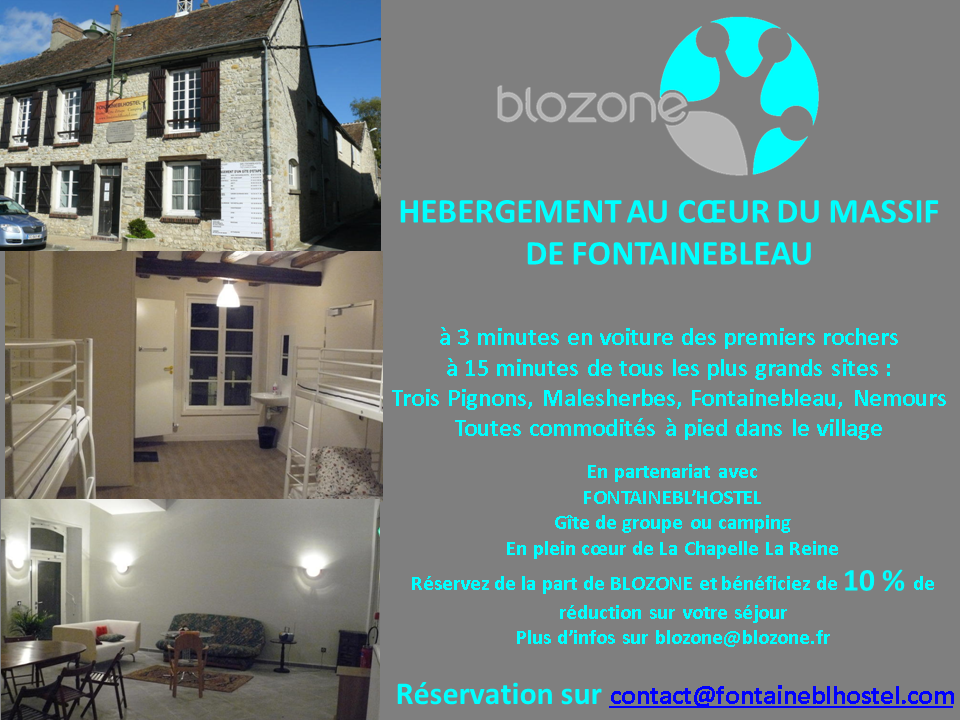 FONTAINEBLHOSTEL
blozone
HEBERGEMENT AU CŒUR DU MASSIF
DE FONTAINEBLEAU
à 3 minutes en voiture des premiers rochers
à 15 minutes de tous les plus grands sites :
Trois Pignons, Malesherbes, Fontainebleau, Nemours
Toutes commodités à pied dans le village
En partenariat avec
FONTAINEBL’HOSTEL
Gîte de groupe ou camping
En plein cœur de La Chapelle La Reine
Réservez de la part de BLOZONE et bénéficiez de 10 % de
réduction sur votre séjour
Plus d’infos sur blozone@blozone.fr
Réservation sur contact@fontaineblhostel.com